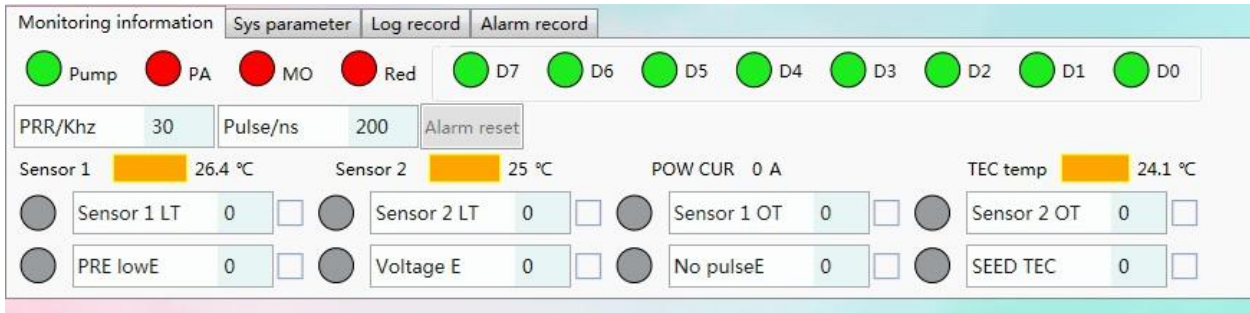 Monitoring information Sys parameter Log record Alarm record
Pump PA MO Red D7 D6 D5 D4 D3 D2 D1 D0
PRR/Khz 30 Pulse/ns 200 Alarm reset
Sensor 1 26.4 ℃ Sensor 2 25 ℃ POW CUR 0 A TEC temp 24.1 ℃
Sensor 1 LT 0 Sensor 2 LT 0 Sensor 1 OT 0 Sensor 2 OT 0
PRE lowE 0 Voltage E 0 No pulseE 0 SEED TEC 0